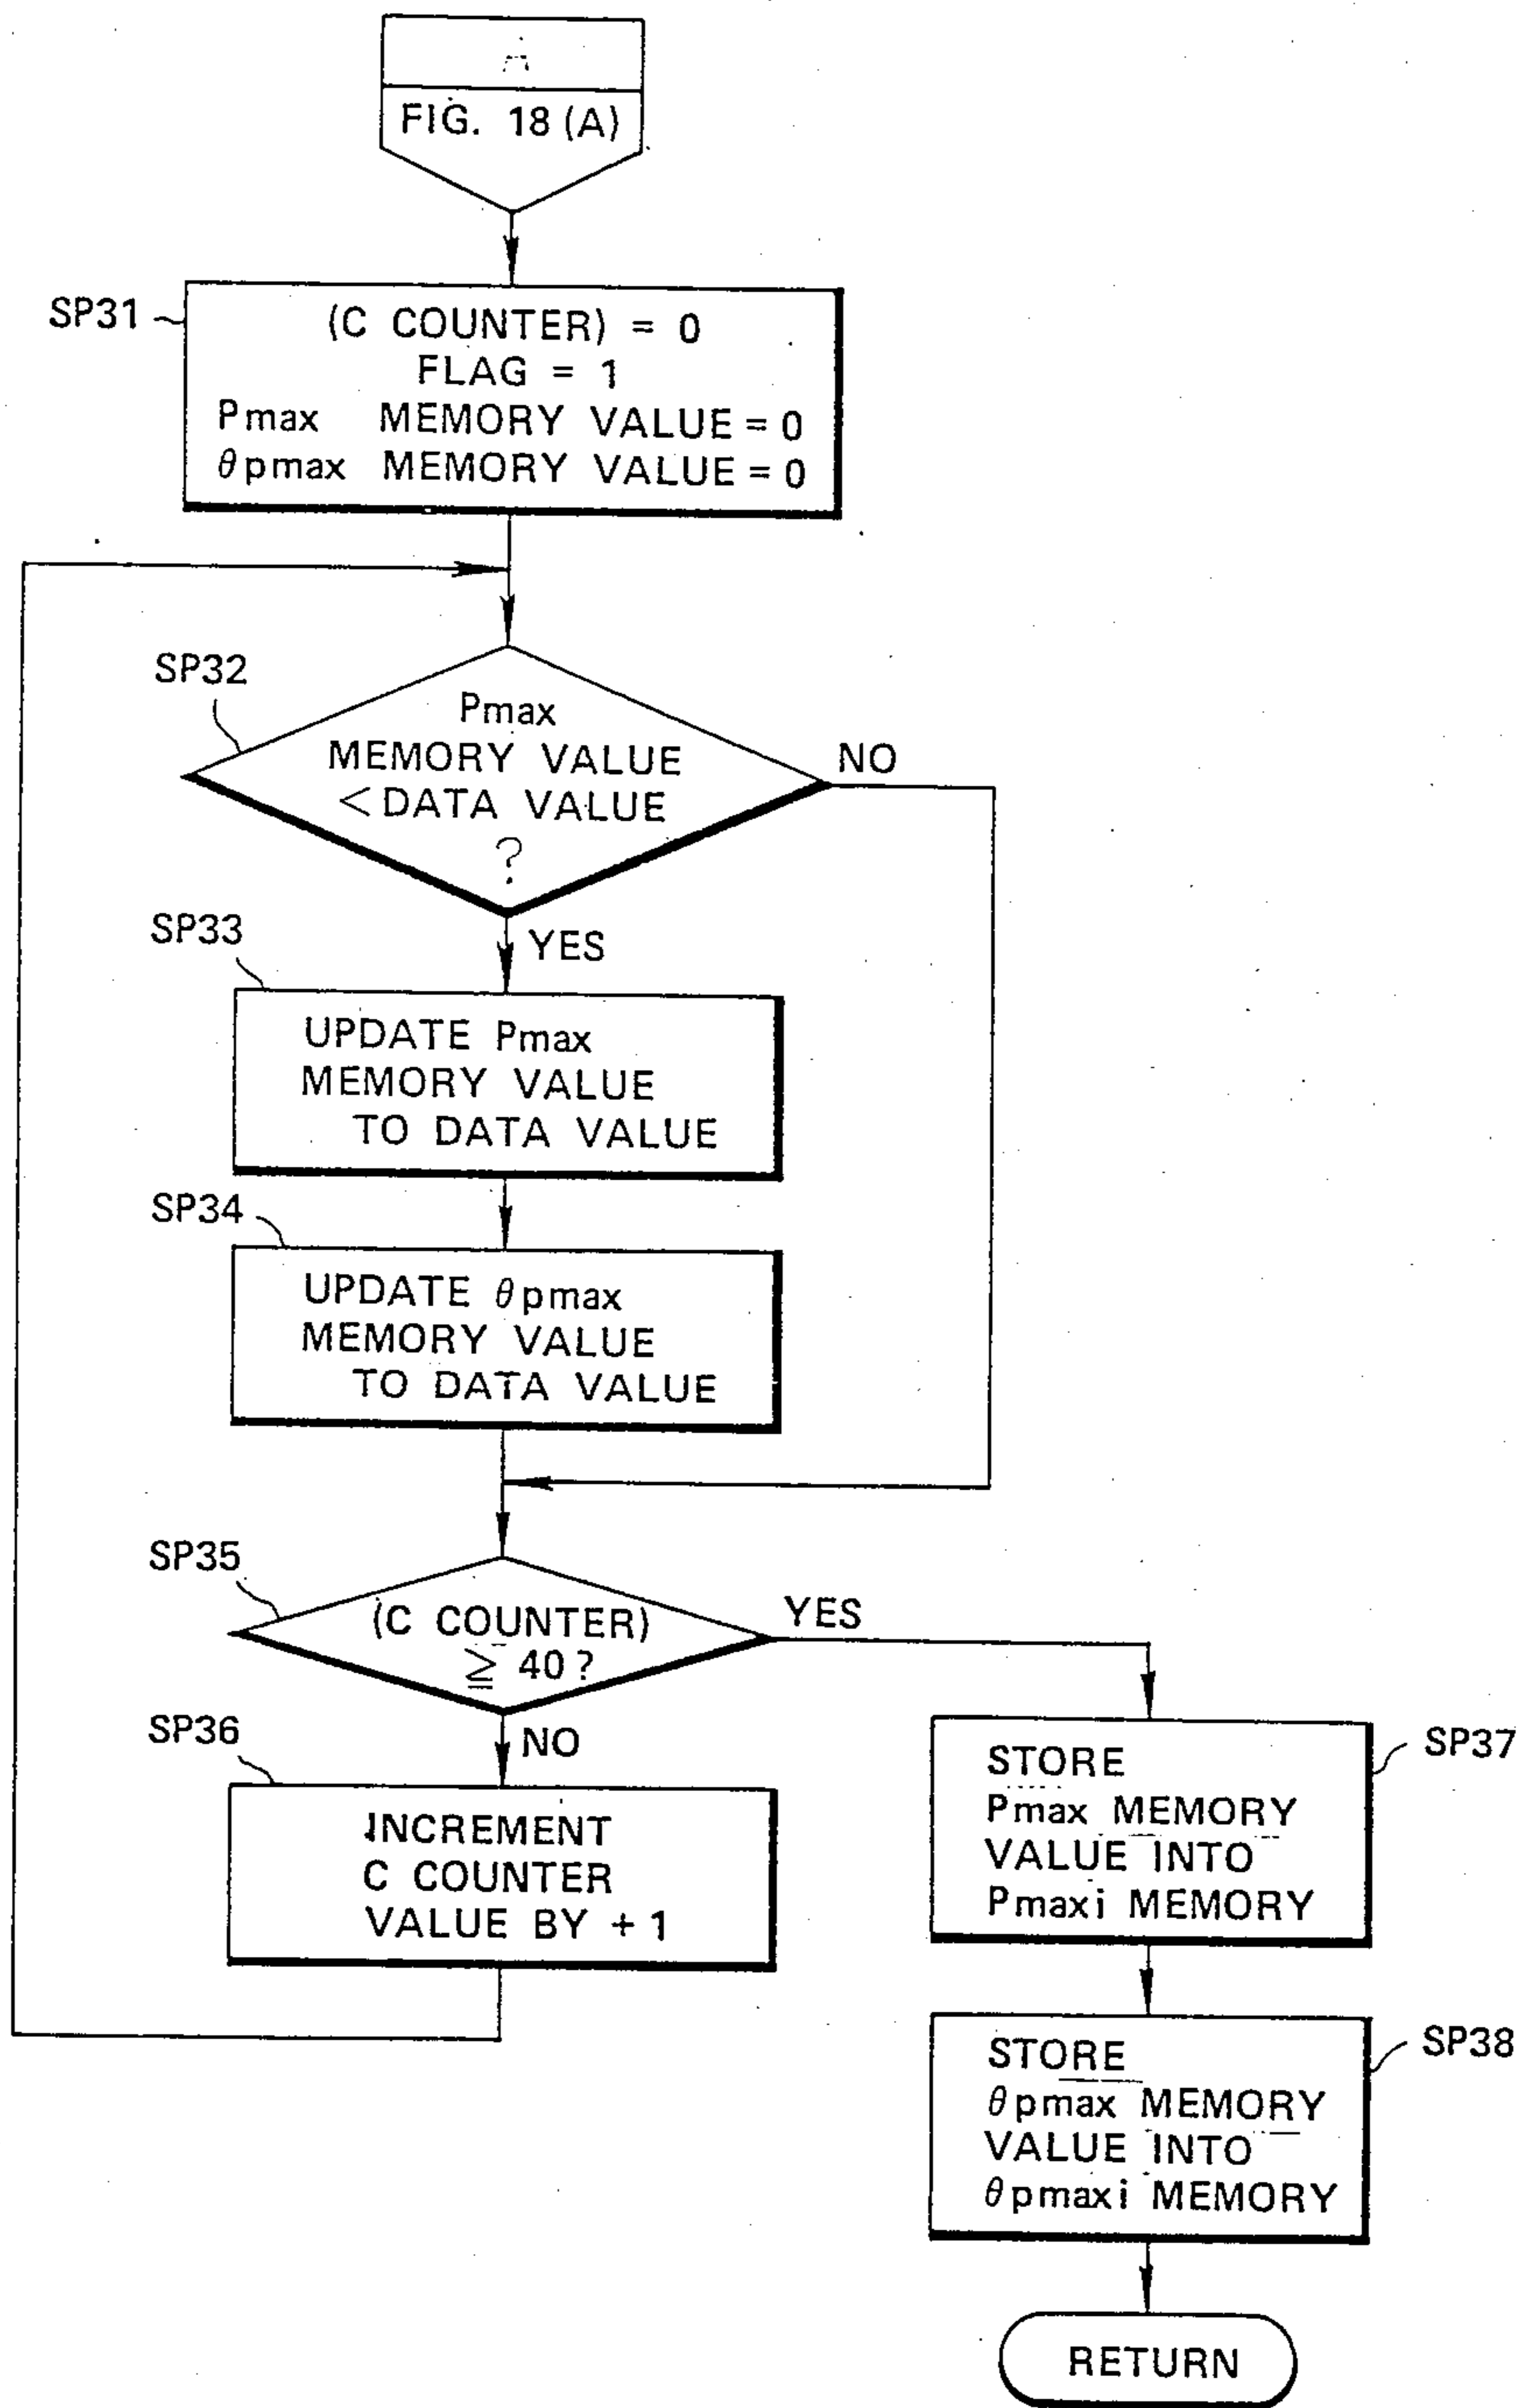 FIG. 18 (A)
SP31
(C COUNTER) = 0
FLAG = 1
Pmax MEMORY VALUE = 0
θpmax MEMORY VALUE = 0
SP32
Pmax
MEMORY VALUE
< DATA VALUE
?
NO
YES
SP33
UPDATE Pmax
MEMORY VALUE
TO DATA VALUE
SP34
UPDATE θpmax
MEMORY VALUE
TO DATA VALUE
SP35
(C COUNTER)
≧ 40 ?
YES
NO
SP36
INCREMENT
C COUNTER
VALUE BY + 1
SP37
STORE
Pmax MEMORY
VALUE INTO
Pmaxi MEMORY
SP38
STORE
θpmax MEMORY
VALUE INTO
θpmaxi MEMORY
RETURN